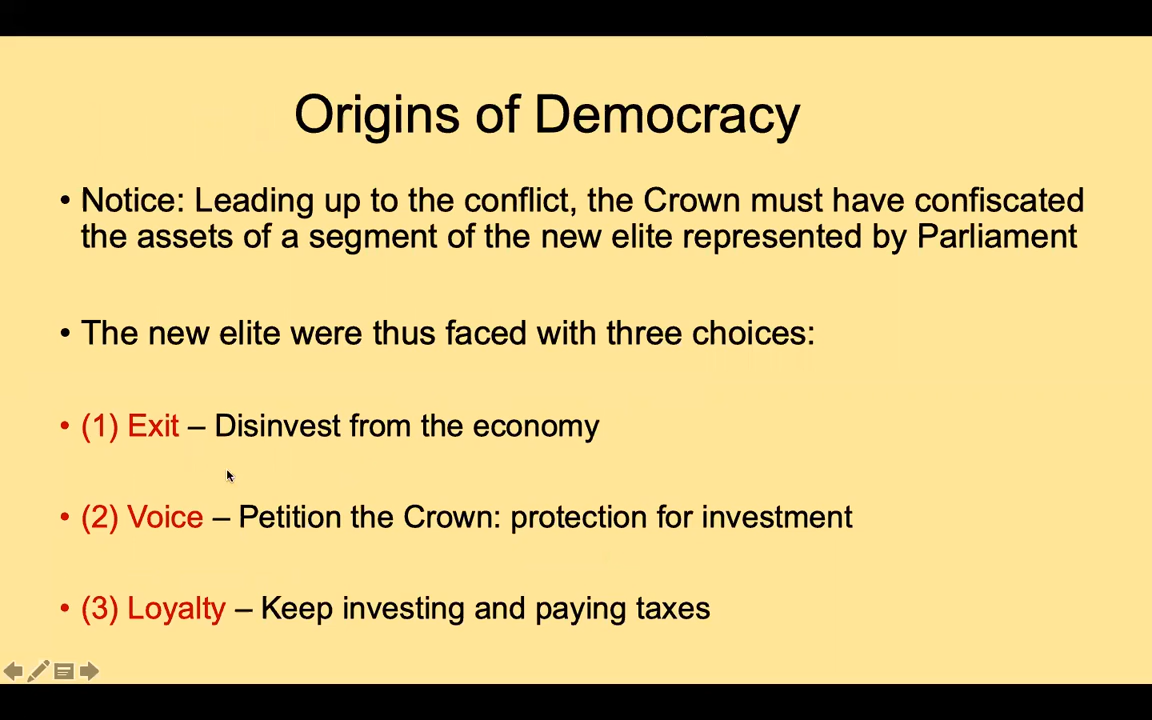 Origins of Democracy
• Notice: Leading up to the conflict, the Crown must have confiscated
the assets of a segment of the new elite represented by Parliament
• The new elite were thus faced with three choices:
• (1) Exit – Disinvest from the economy
• (2) Voice – Petition the Crown: protection for investment
• (3) Loyalty – Keep investing and paying taxes